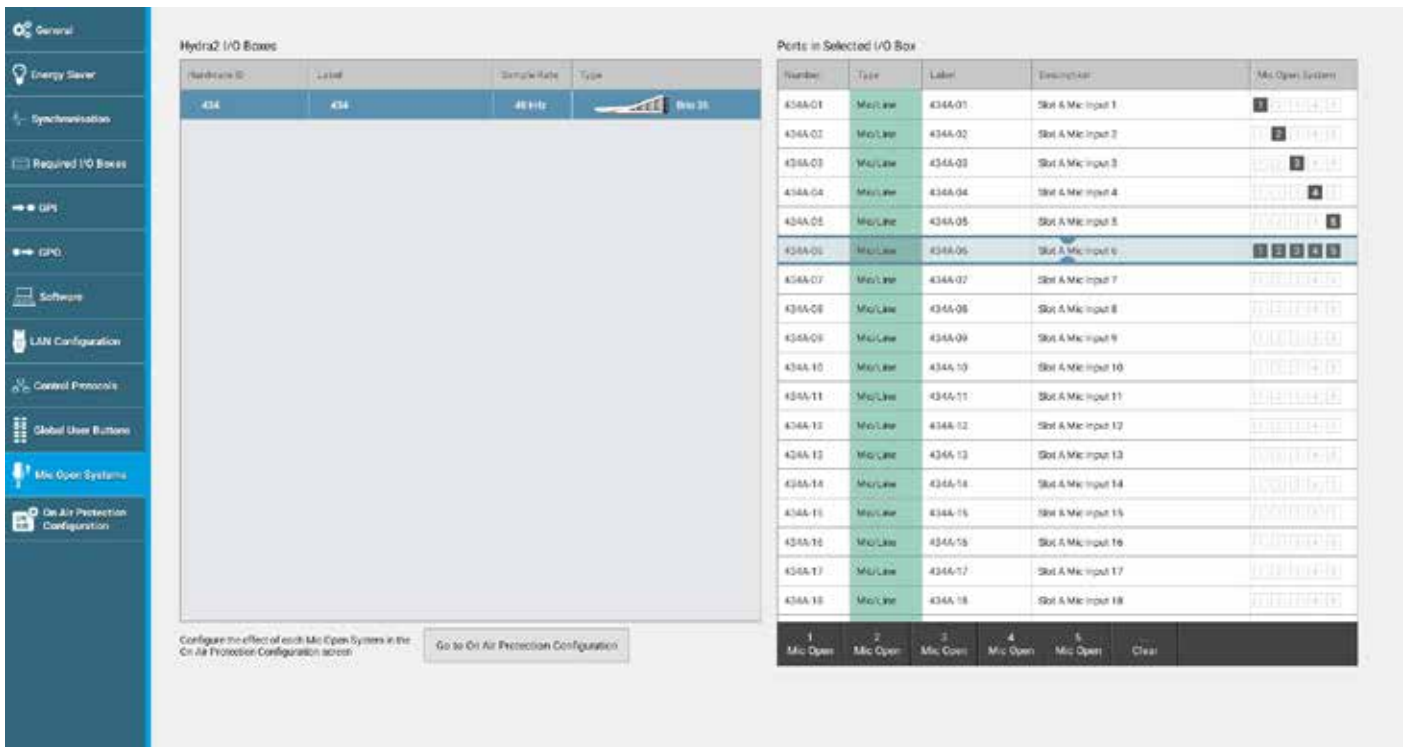 General
Energy Saver
Synchronisation
Required I/O Boxes
GPI
GPO
Software
LAN Configuration
Control Protocols
Global User Buttons
Mic Open Systems
On Air Protection
Configuration
Hydra2 I/O Boxes
Hardware ID Label Sample Rate Type
434 434 Brio 36
Configure the effect of each Mic Open System in the
On Air Protection Configuration screen
Go to On Air Protection Configuration
Ports in Selected I/O Box
Number Type Label Description Mic Open System
434A-01 Mic/Line 434A-01 Slot A Mic Input 1 1
434A-02 Mic/Line 434A-02 Slot A Mic Input 2 2
434A-03 Mic/Line 434A-03 Slot A Mic Input 3 3
434A-04 Mic/Line 434A-04 Slot A Mic Input 4 4
434A-05 Mic/Line 434A-05 Slot A Mic Input 5 5
434A-06 Mic/Line 434A-06 Slot A Mic Input 6 1 2 3 4 5
434A-07 Mic/Line 434A-07 Slot A Mic Input 7
434A-08 Mic/Line 434A-08 Slot A Mic Input 8
434A-09 Mic/Line 434A-09 Slot A Mic Input 9
434A-10 Mic/Line 434A-10 Slot A Mic Input 10
434A-11 Mic/Line 434A-11 Slot A Mic Input 11
434A-12 Mic/Line 434A-12 Slot A Mic Input 12
434A-13 Mic/Line 434A-13 Slot A Mic Input 13
434A-14 Mic/Line 434A-14 Slot A Mic Input 14
434A-15 Mic/Line 434A-15 Slot A Mic Input 15
434A-16 Mic/Line 434A-16 Slot A Mic Input 16
434A-17 Mic/Line 434A-17 Slot A Mic Input 17
434A-18 Mic/Line 434A-18 Slot A Mic Input 18
1 2 3 4 5 ...
Mic Open Mic Open Mic Open Mic Open Mic Open Clear